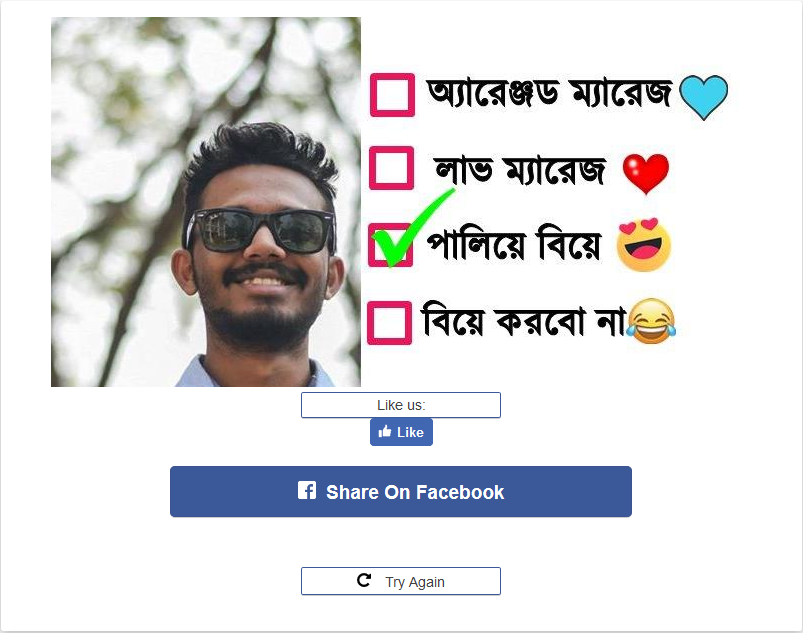 অ্যারেঞ্জড ম্যারেজ
লাভ ম্যারেজ
পালিয়ে বিয়ে
বিয়ে করবো না
Like us:
Like
Share On Facebook
Try Again